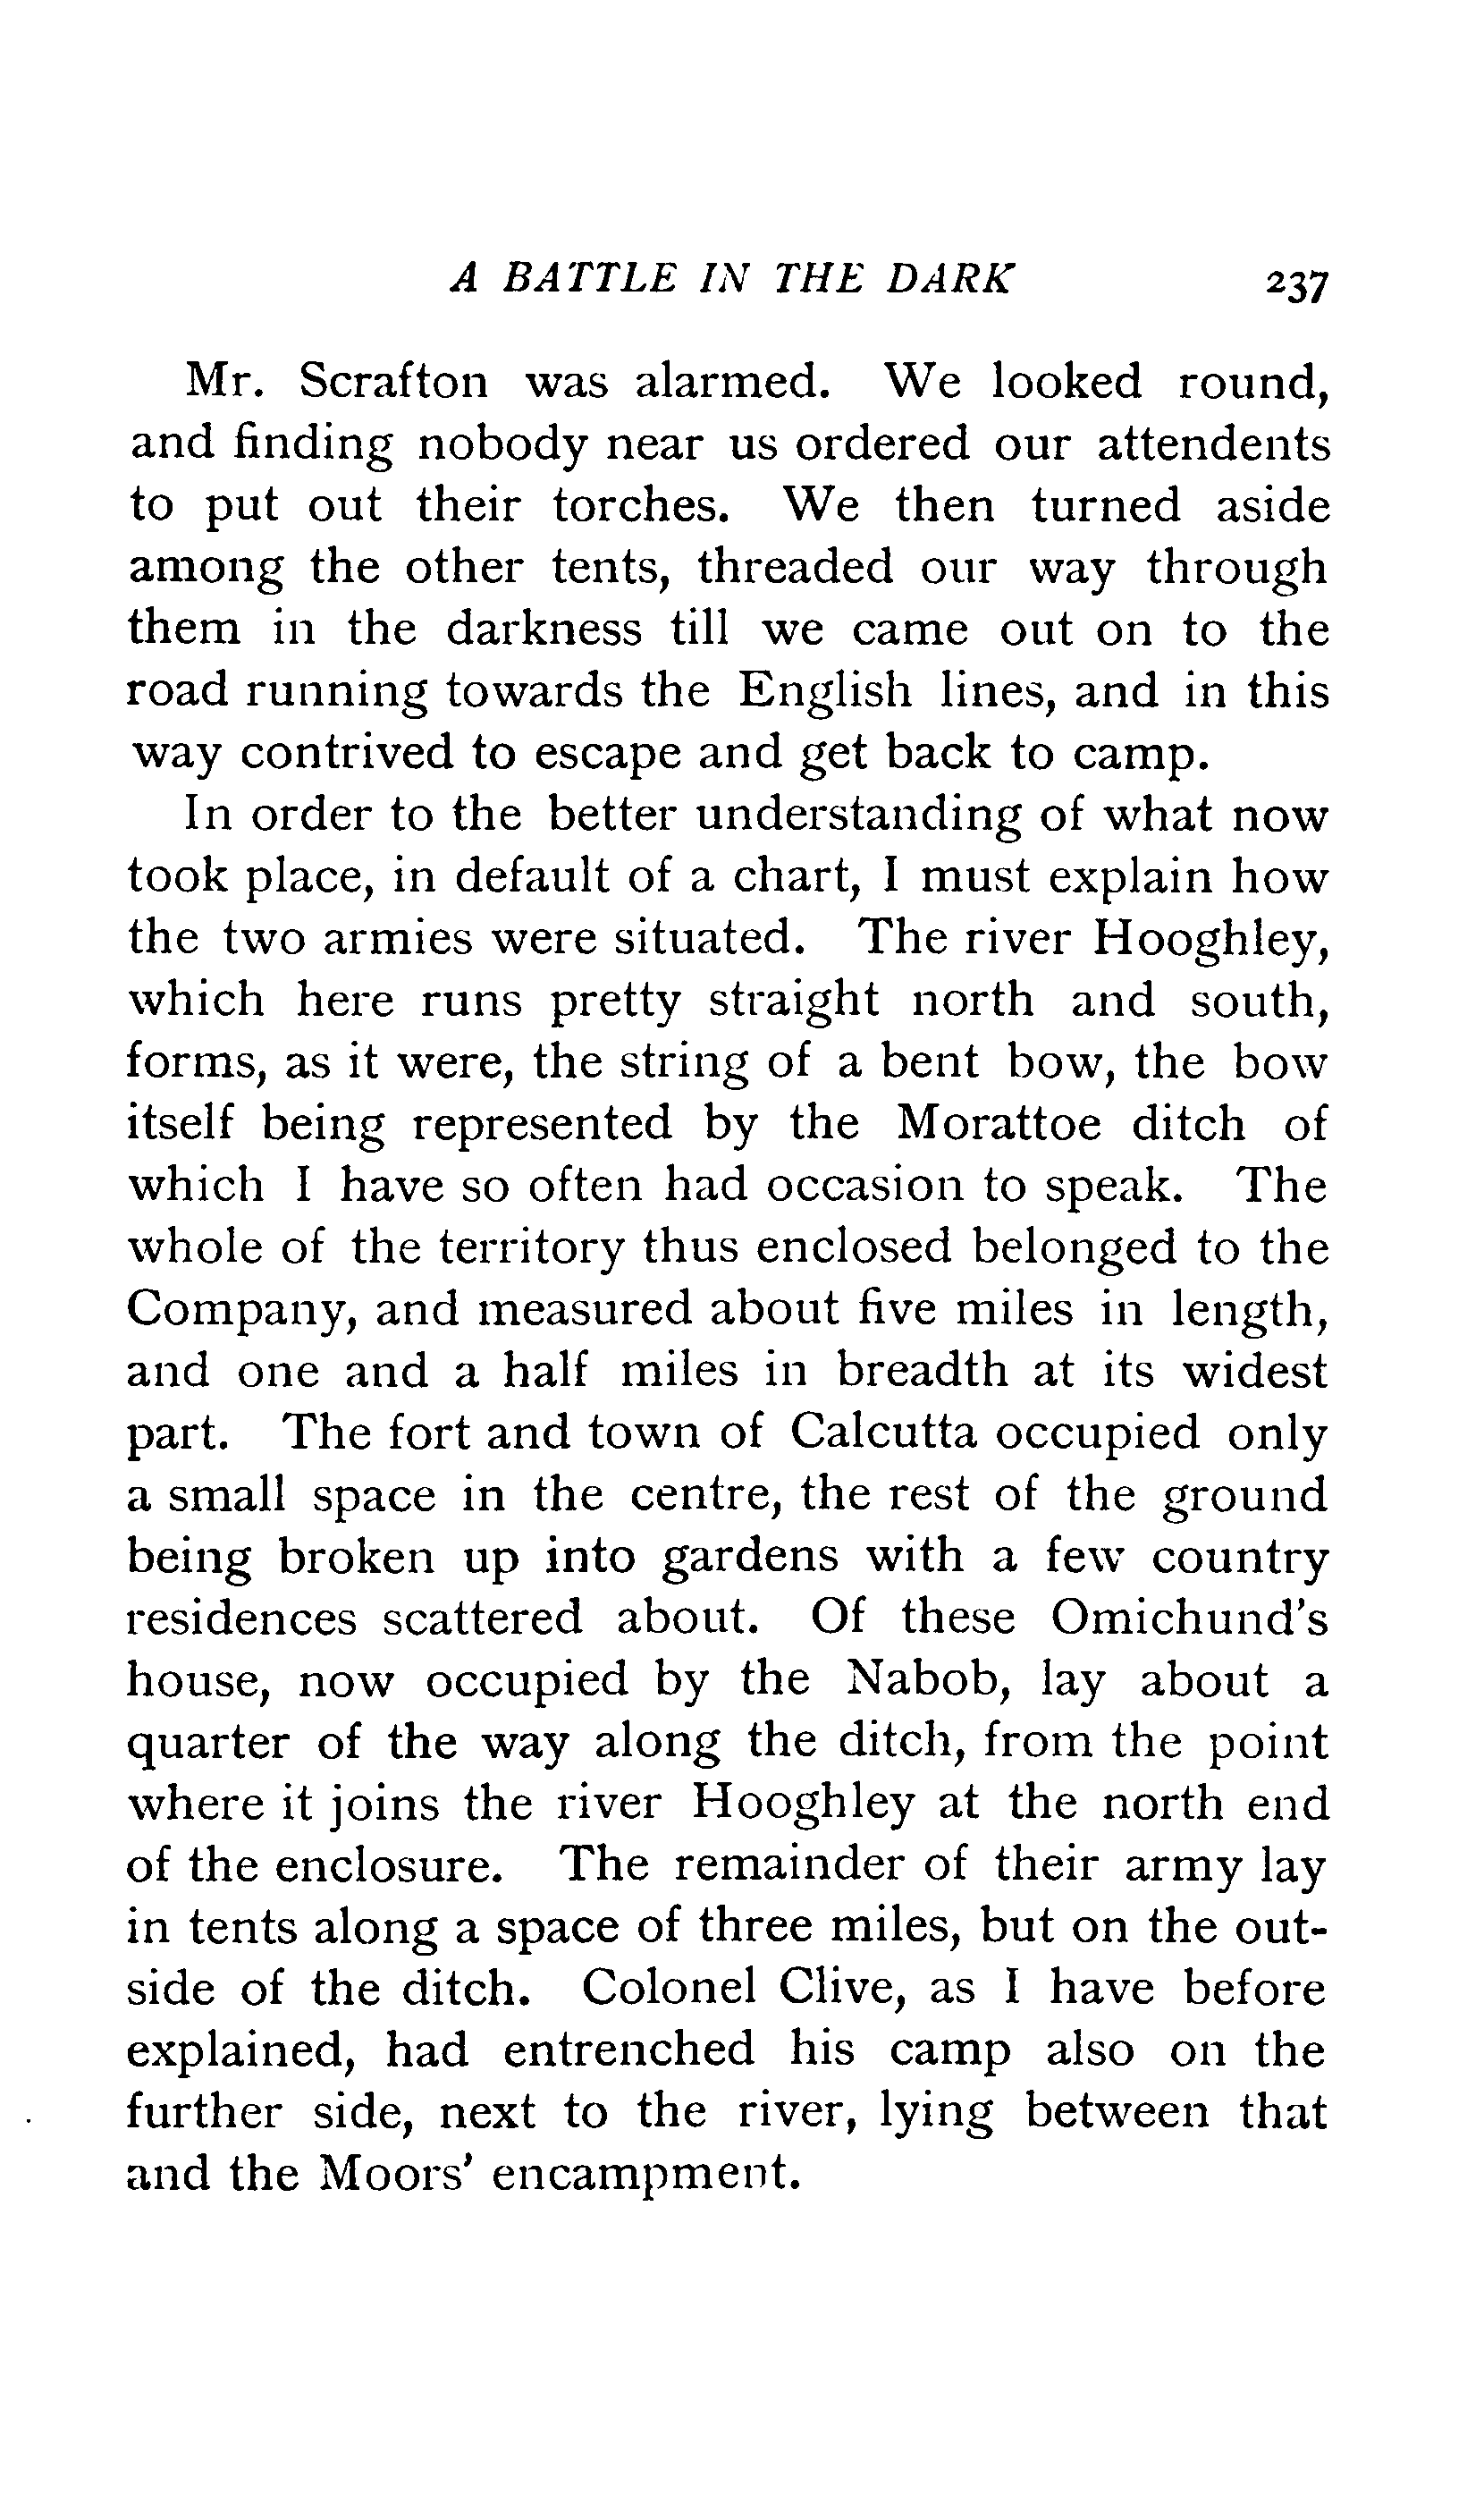 A BATTLE IN THE DARK 237
Mr. Scrafton was alarmed. We looked round,
and finding nobody near us ordered our attendents
to put out their torches. We then turned aside
among the other tents, threaded our way through
them in the darkness till we came out on to the
road running towards the English lines, and in this
way contrived to escape and get back to camp.
In order to the better understanding of what now
took place, in default of a chart, I must explain how
the two armies were situated. The river Hooghley,
which here runs pretty straight north and south,
forms, as it were, the string of a bent bow, the bow
itself being represented by the Morattoe ditch of
which I have so often had occasion to speak. The
whole of the territory thus enclosed belonged to the
Company, and measured about five miles in length,
and one and a half miles in breadth at its widest
part. The fort and town of Calcutta occupied only
a small space in the centre, the rest of the ground
being broken up into gardens with a few country
residences scattered about. Of these Omichund's
house, now occupied by the Nabob, lay about a
quarter of the way along the ditch, from the point
where it joins the river Hooghley at the north end
of the enclosure. The remainder of their army lay
in tents along a space of three miles, but on the out-
side of the ditch. Colonel Clive, as I have before
explained, had entrenched his camp also on the
further side, next to the river, lying between that
and the Moors' encampment.